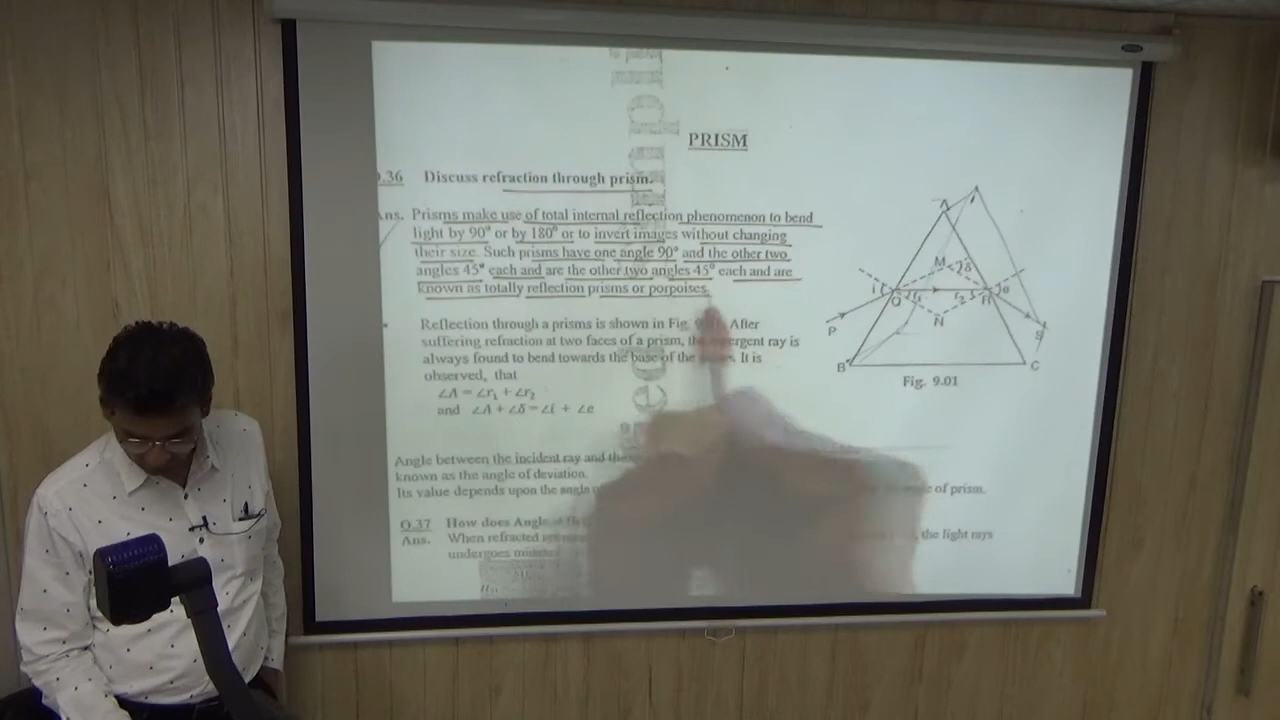 PRISM
.36 Discuss refraction through prism.
Ans. Prisms make use of total internal reflection phenomenon to bend
light by 90° or by 180° or to invert images without changing
their size. Such prisms have one angle 90° and the other two
angles 45° each and are the other two angles 45° each and are
known as totally reflection prisms or porpoises.
Reflection through a prisms is shown in Fig. After
suffering refraction at two faces of a prism, the ray is
always found to bend towards the base of the It is
observed, that
∠A = ∠r₁ + ∠r₂
and ∠A + ∠δ = ∠i + ∠e
Angle between the incident ray and the
known as the angle of deviation.
Its value depends upon the angle of prism.
Q.37 How does Angle
Ans. When refracted the light rays
undergoes
A
M δ
i Q r₁ r₂ R e
N
P S
B C
Fig. 9.01